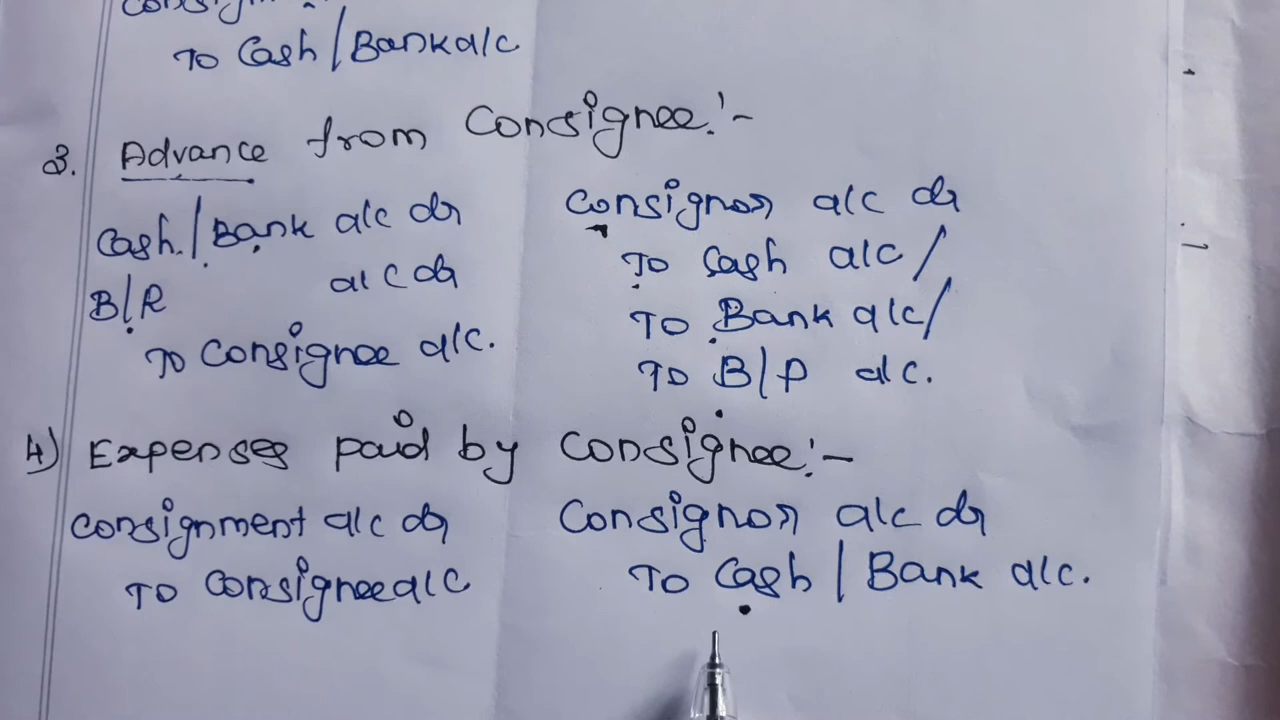 To Cash/Bank a/c
3. Advance from Consignee:-
Cash/Bank a/c dr
B/R a/c dr
To Consignee a/c.
Consignor a/c dr
To Cash a/c/
To Bank a/c/
To B/P a/c.
4) Expenses paid by Consignee:-
Consignment a/c dr
To Consignee a/c
Consignor a/c dr
To Cash/Bank a/c.